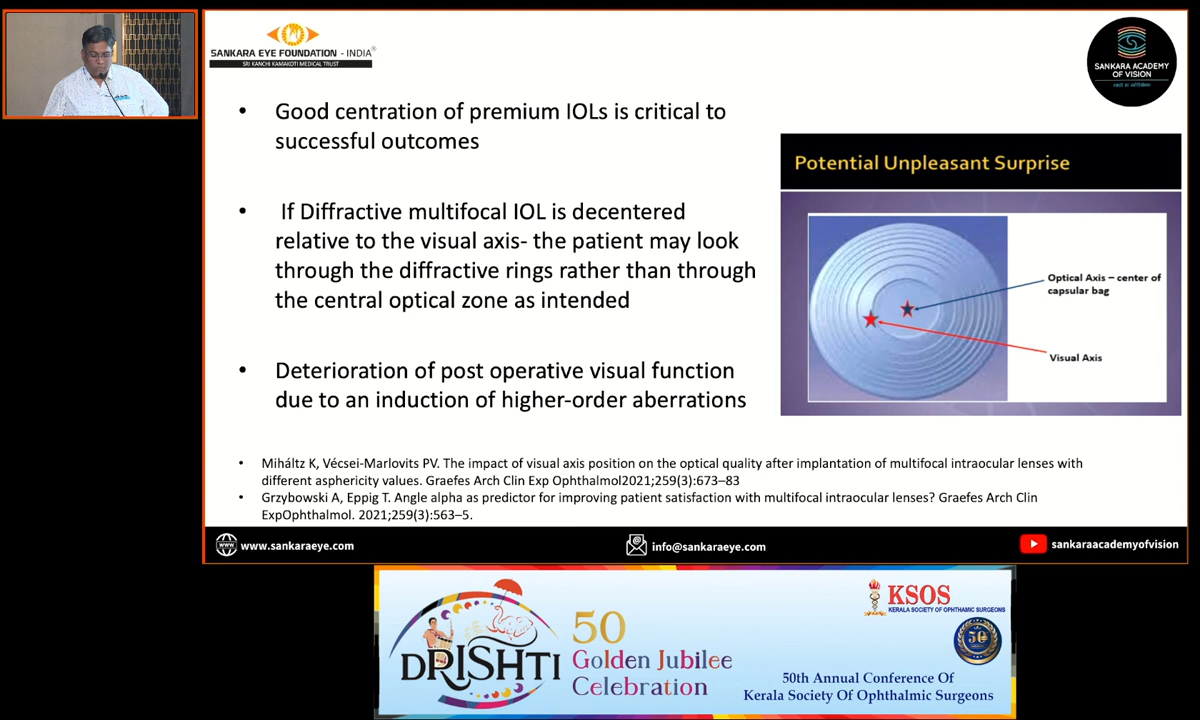 SANKARA EYE FOUNDATION - INDIA®
SRI KANCHI KAMAKOTI MEDICAL TRUST
SANKARA ACADEMY
OF VISION
• Good centration of premium IOLs is critical to
successful outcomes
• If Diffractive multifocal IOL is decentered
relative to the visual axis- the patient may look
through the diffractive rings rather than through
the central optical zone as intended
• Deterioration of post operative visual function
due to an induction of higher-order aberrations
Potential Unpleasant Surprise
Optical Axis – center of
capsular bag
Visual Axis
• Miháltz K, Vécsei-Marlovits PV. The impact of visual axis position on the optical quality after implantation of multifocal intraocular lenses with
different asphericity values. Graefes Arch Clin Exp Ophthalmol2021;259(3):673–83
• Grzybowski A, Eppig T. Angle alpha as predictor for improving patient satisfaction with multifocal intraocular lenses? Graefes Arch Clin
ExpOphthalmol. 2021;259(3):563–5.
www.sankaraeye.com
info@sankaraeye.com
sankaraacademyofvision
DRISHTI
50
Golden Jubilee
Celebration
KSOS
KERALA SOCIETY OF OPHTHAMIC SURGEONS
50
50th Annual Conference Of
Kerala Society Of Ophthalmic Surgeons